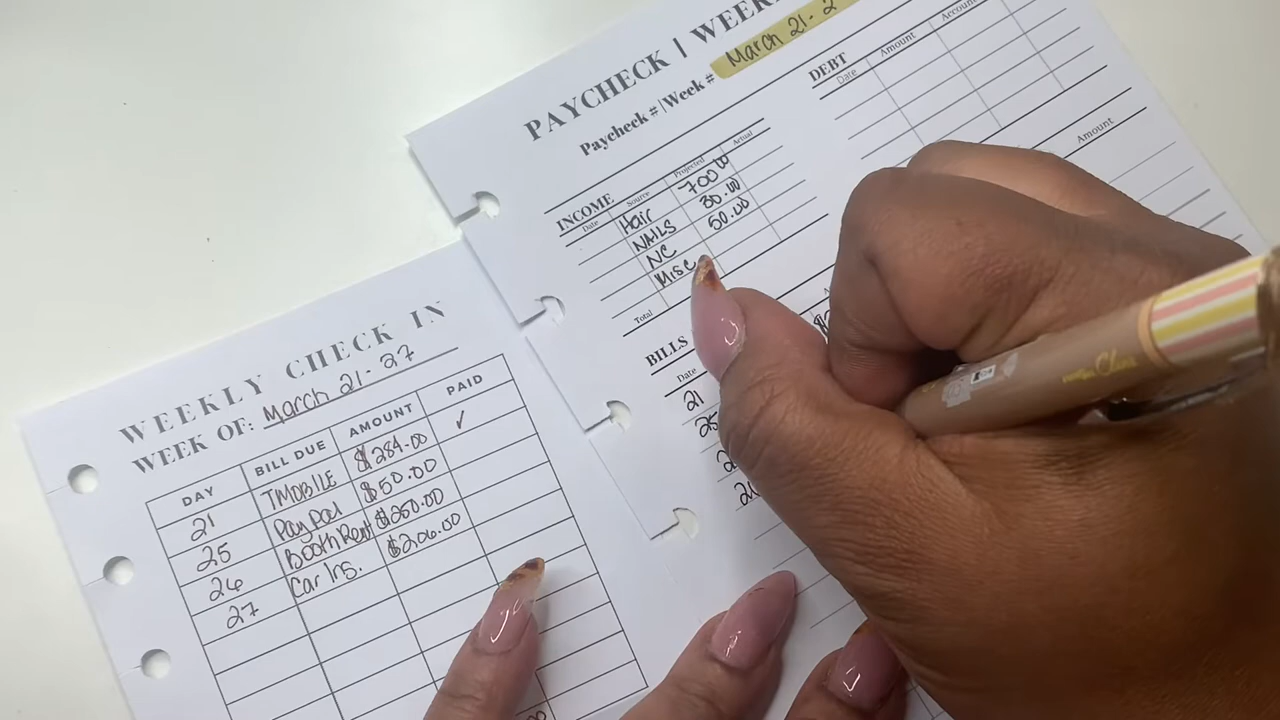 WEEKLY CHECK IN
WEEK OF: March 21-27
DAY BILL DUE AMOUNT PAID
21 TMOBILE $284.00 ✓
25 PayPal $50.00
26 Booth Rent $250.00
27 Car Ins. $206.00
PAYCHECK | WEEK
Paycheck # | Week # March 21-2
INCOME
Date Source Projected Actual
Hair 700.00
NAILS 30.00
NC 50.00
Misc
Total
DEBT
Date Amount Account
Amount
BILLS
Date
21
25